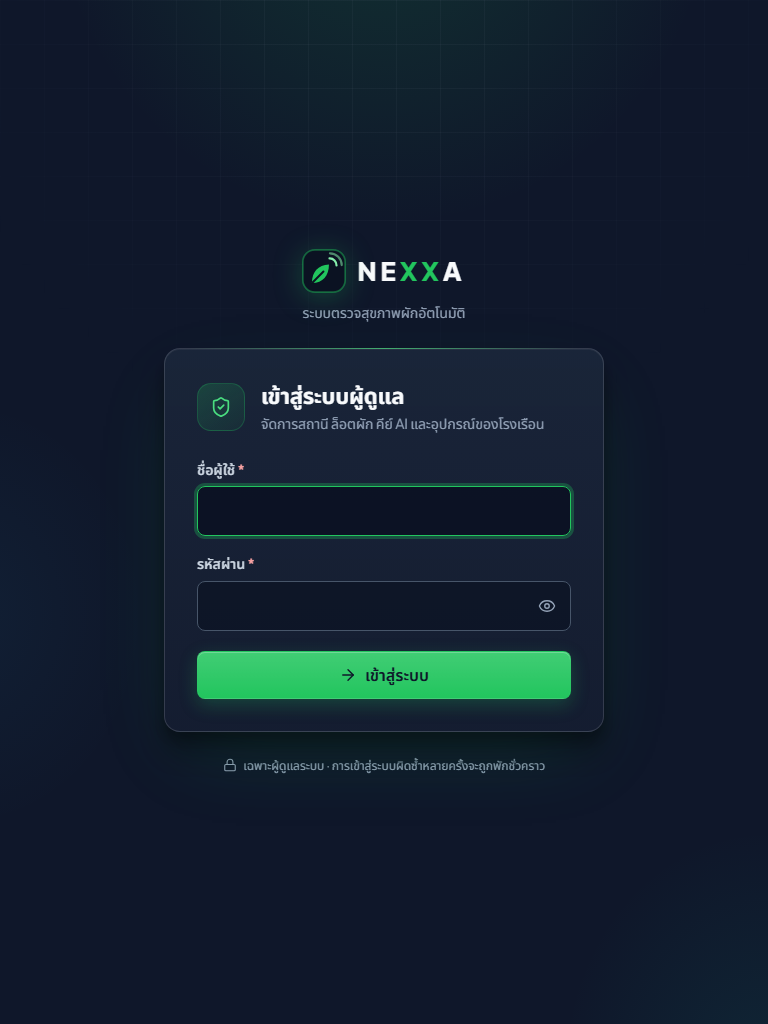 NEXXA
ระบบตรวจสุขภาพผักอัตโนมัติ
เข้าสู่ระบบผู้ดูแล
จัดการสถานี ล็อตผัก คีย์ AI และอุปกรณ์ของโรงเรือน
ชื่อผู้ใช้ *
รหัสผ่าน *
เข้าสู่ระบบ
เฉพาะผู้ดูแลระบบ · การเข้าสู่ระบบผิดซ้ำหลายครั้งจะถูกพักชั่วคราว